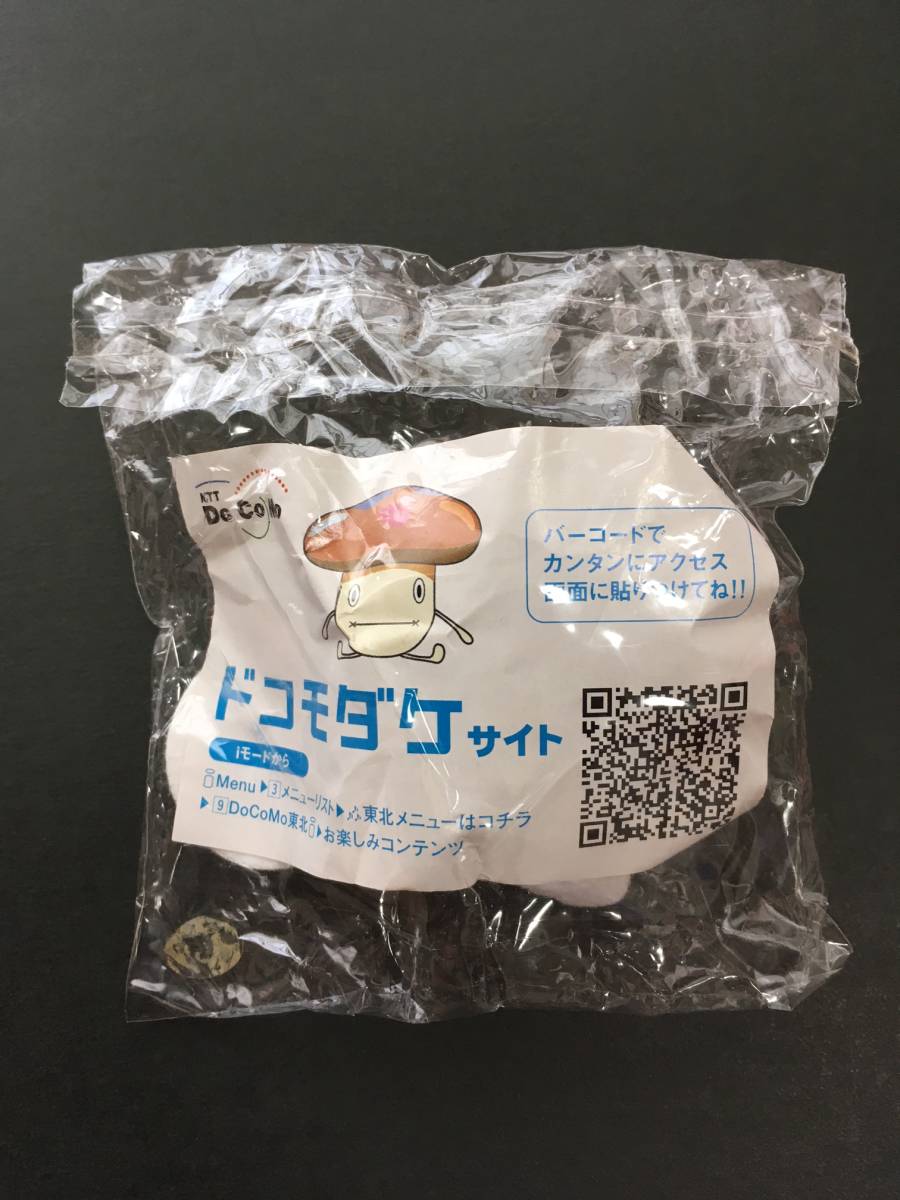 NTT
DoCoMo
バーコードで
カンタンにアクセス
画面に貼りつけてね!!
ドコモダケサイト
iモードから
iMenu▶3メニューリスト▶東北メニューはコチラ
▶9DoCoMo東北i▶お楽しみコンテンツ